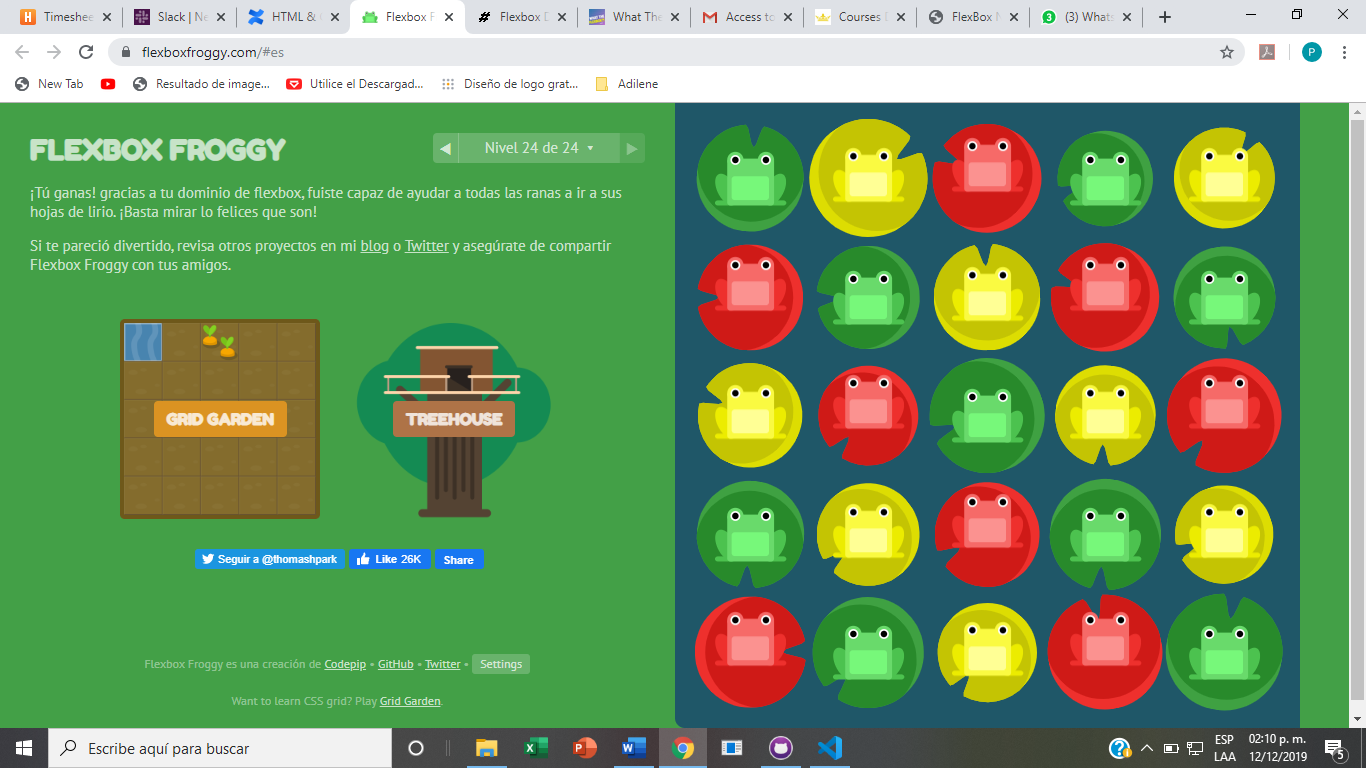 Timeshee
Slack | Ne
HTML & 
Flexbox F
Flexbox D
What The
Access to
Courses
FlexBox N
(3) Whats
flexboxfroggy.com/#es
P
New Tab
Resultado de image...
Utilice el Descargad...
Diseño de logo grat...
Adilene
FLEXBOX FROGGY
Nivel 24 de 24
¡Tú ganas! gracias a tu dominio de flexbox, fuiste capaz de ayudar a todas las ranas a ir a sus
hojas de lirio. ¡Basta mirar lo felices que son!
Si te pareció divertido, revisa otros proyectos en mi blog o Twitter y asegúrate de compartir
Flexbox Froggy con tus amigos.
GRID GARDEN
TREEHOUSE
Seguir a @thomashpark
Like 26K
Share
Flexbox Froggy es una creación de Codepip • GitHub • Twitter • Settings
Want to learn CSS grid? Play Grid Garden.
Escribe aquí para buscar
ESP
LAA
02:10 p. m.
12/12/2019
5